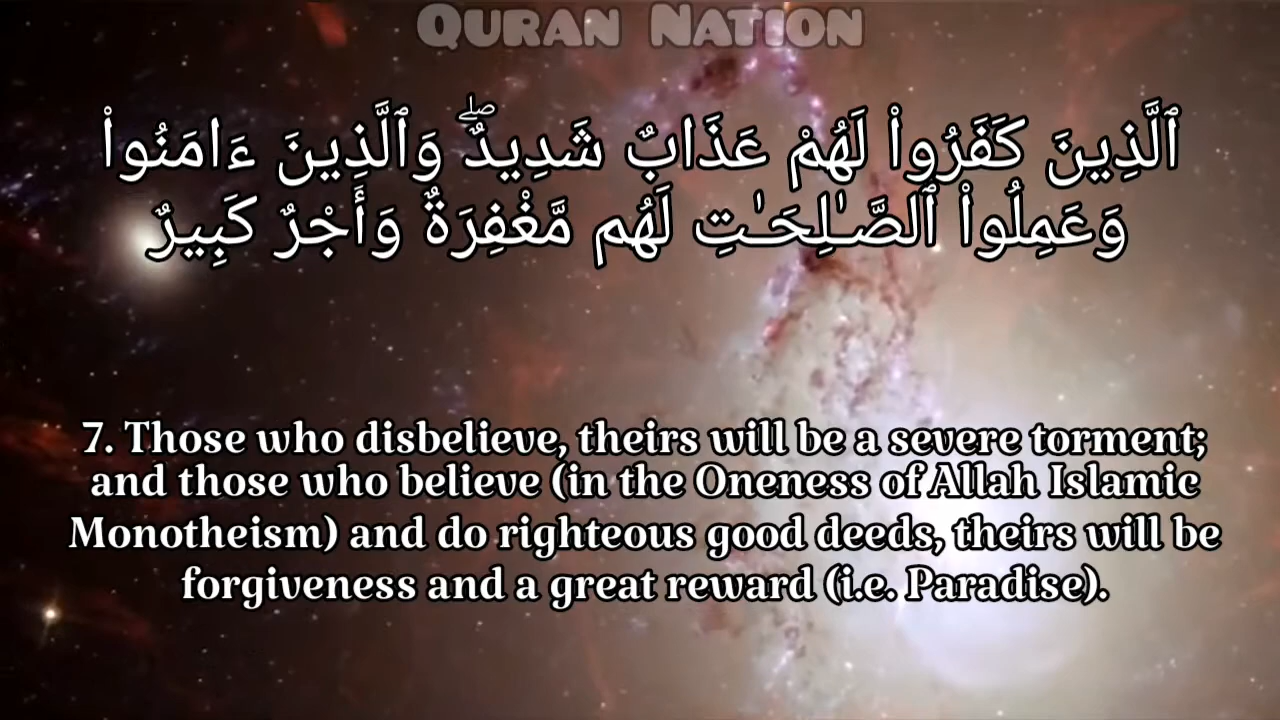 QURAN NATION
ٱلَّذِينَ كَفَرُوا۟ لَهُمْ عَذَابٌ شَدِيدٌۖ وَٱلَّذِينَ ءَامَنُوا۟
وَعَمِلُوا۟ ٱلصَّـٰلِحَـٰتِ لَهُم مَّغْفِرَةٌ وَأَجْرٌ كَبِيرٌ
7. Those who disbelieve, theirs will be a severe torment;
and those who believe (in the Oneness of Allah Islamic
Monotheism) and do righteous good deeds, theirs will be
forgiveness and a great reward (i.e. Paradise).